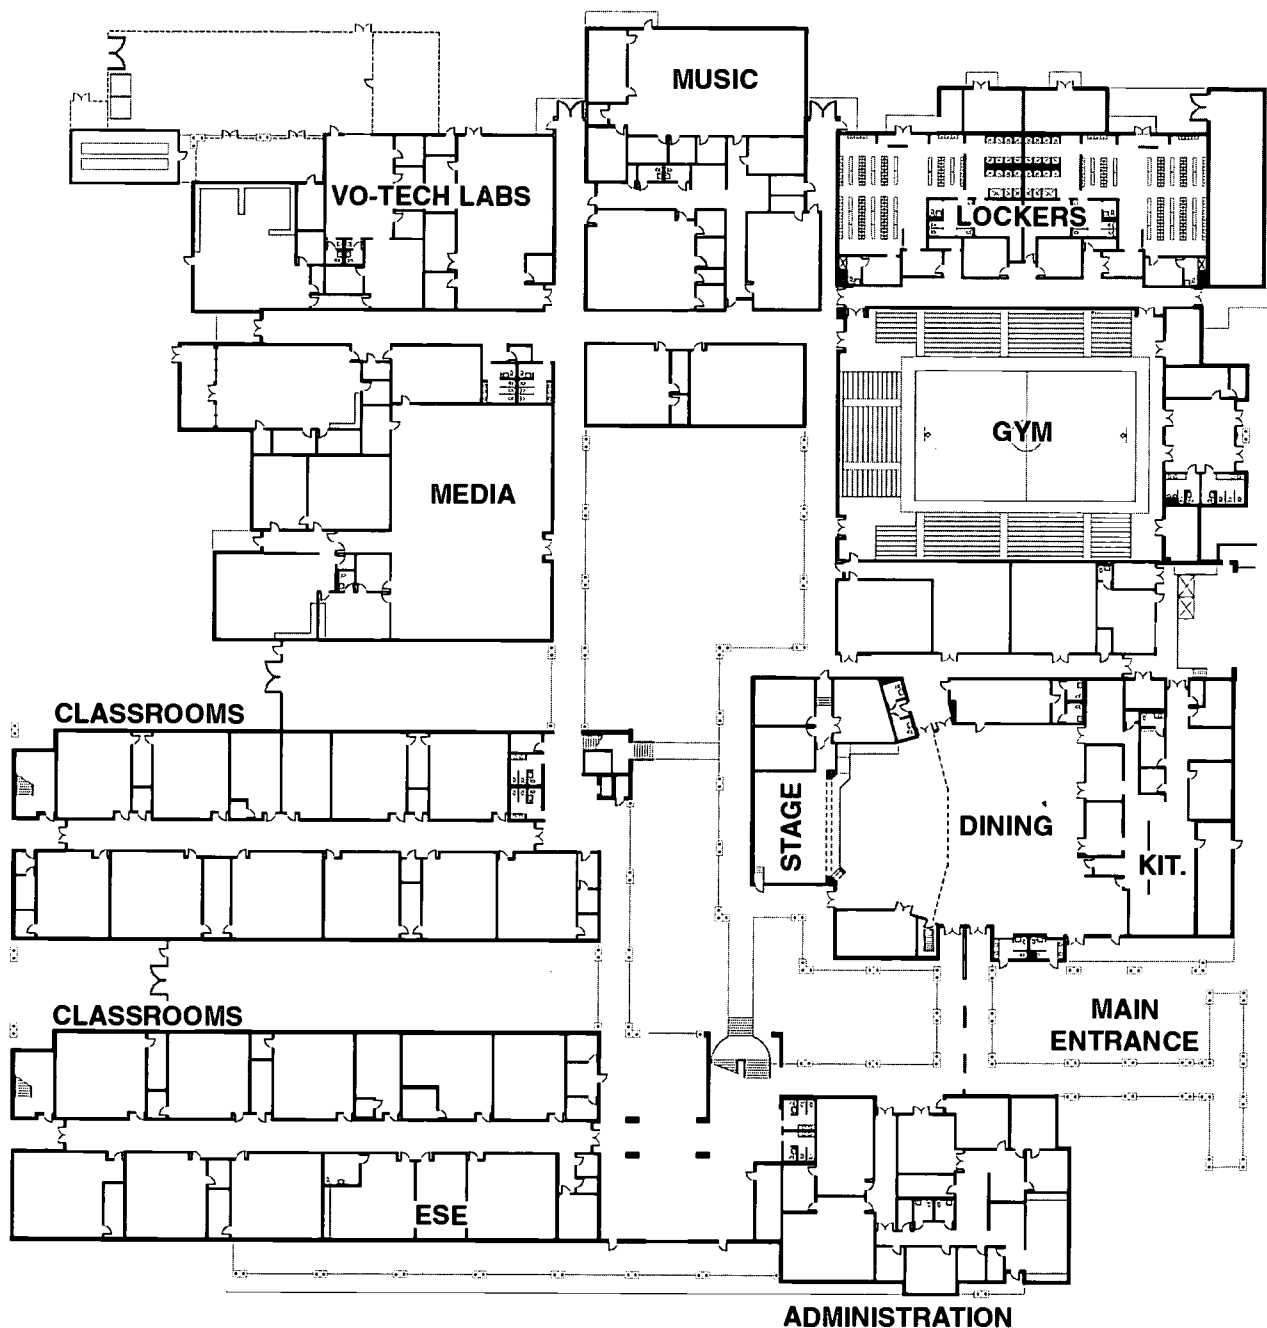 MUSIC
VO-TECH LABS
LOCKERS
GYM
MEDIA
CLASSROOMS
STAGE
DINING
KIT.
CLASSROOMS
MAIN
ENTRANCE
ESE
ADMINISTRATION